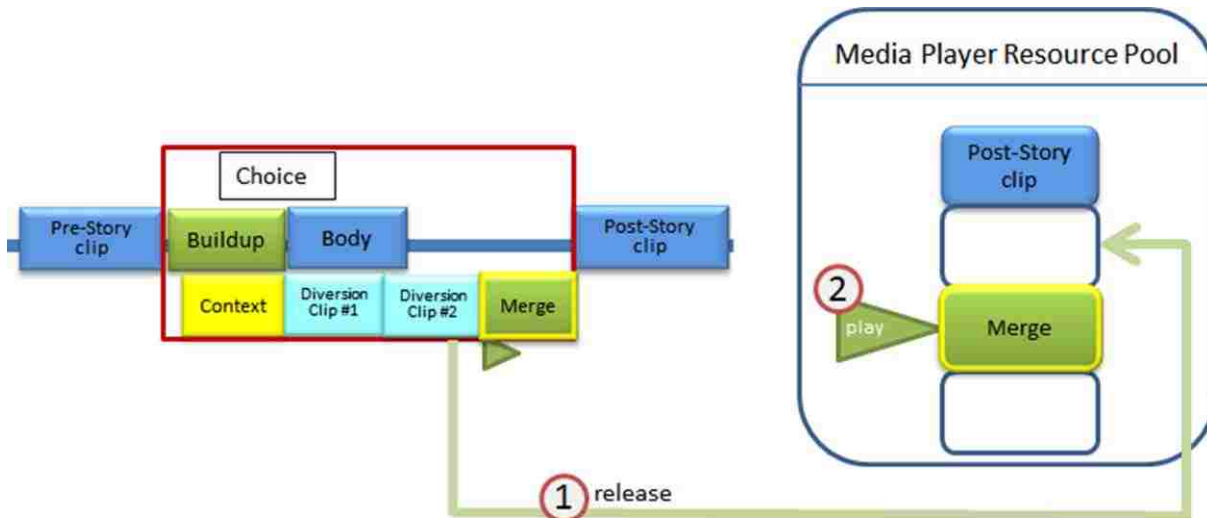 Media Player Resource Pool
Choice
Pre-Story
clip
Buildup
Body
Post-Story
clip
Context
Diversion
Clip #1
Diversion
Clip #2
Merge
Post-Story
clip
2
play
Merge
1 release